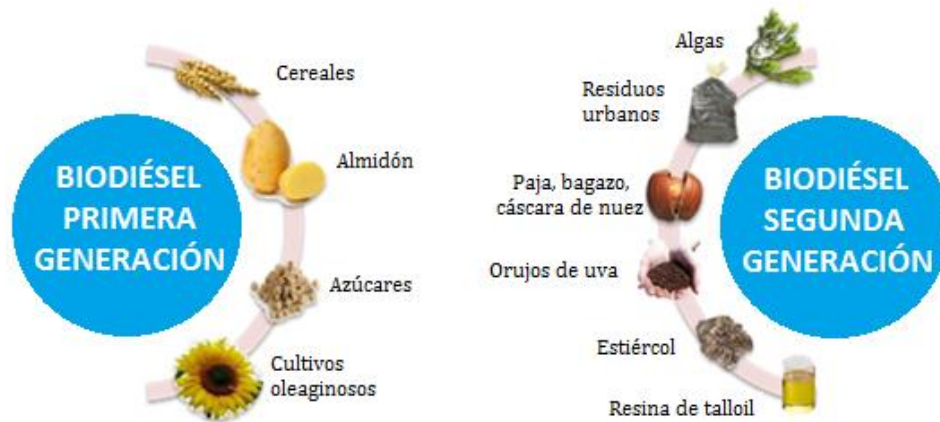 BIODIÉSEL
PRIMERA
GENERACIÓN
Cereales
Almidón
Azúcares
Cultivos
oleaginosos
BIODIÉSEL
SEGUNDA
GENERACIÓN
Algas
Residuos
urbanos
Paja, bagazo,
cáscara de nuez
Orujos de uva
Estiércol
Resina de talloil